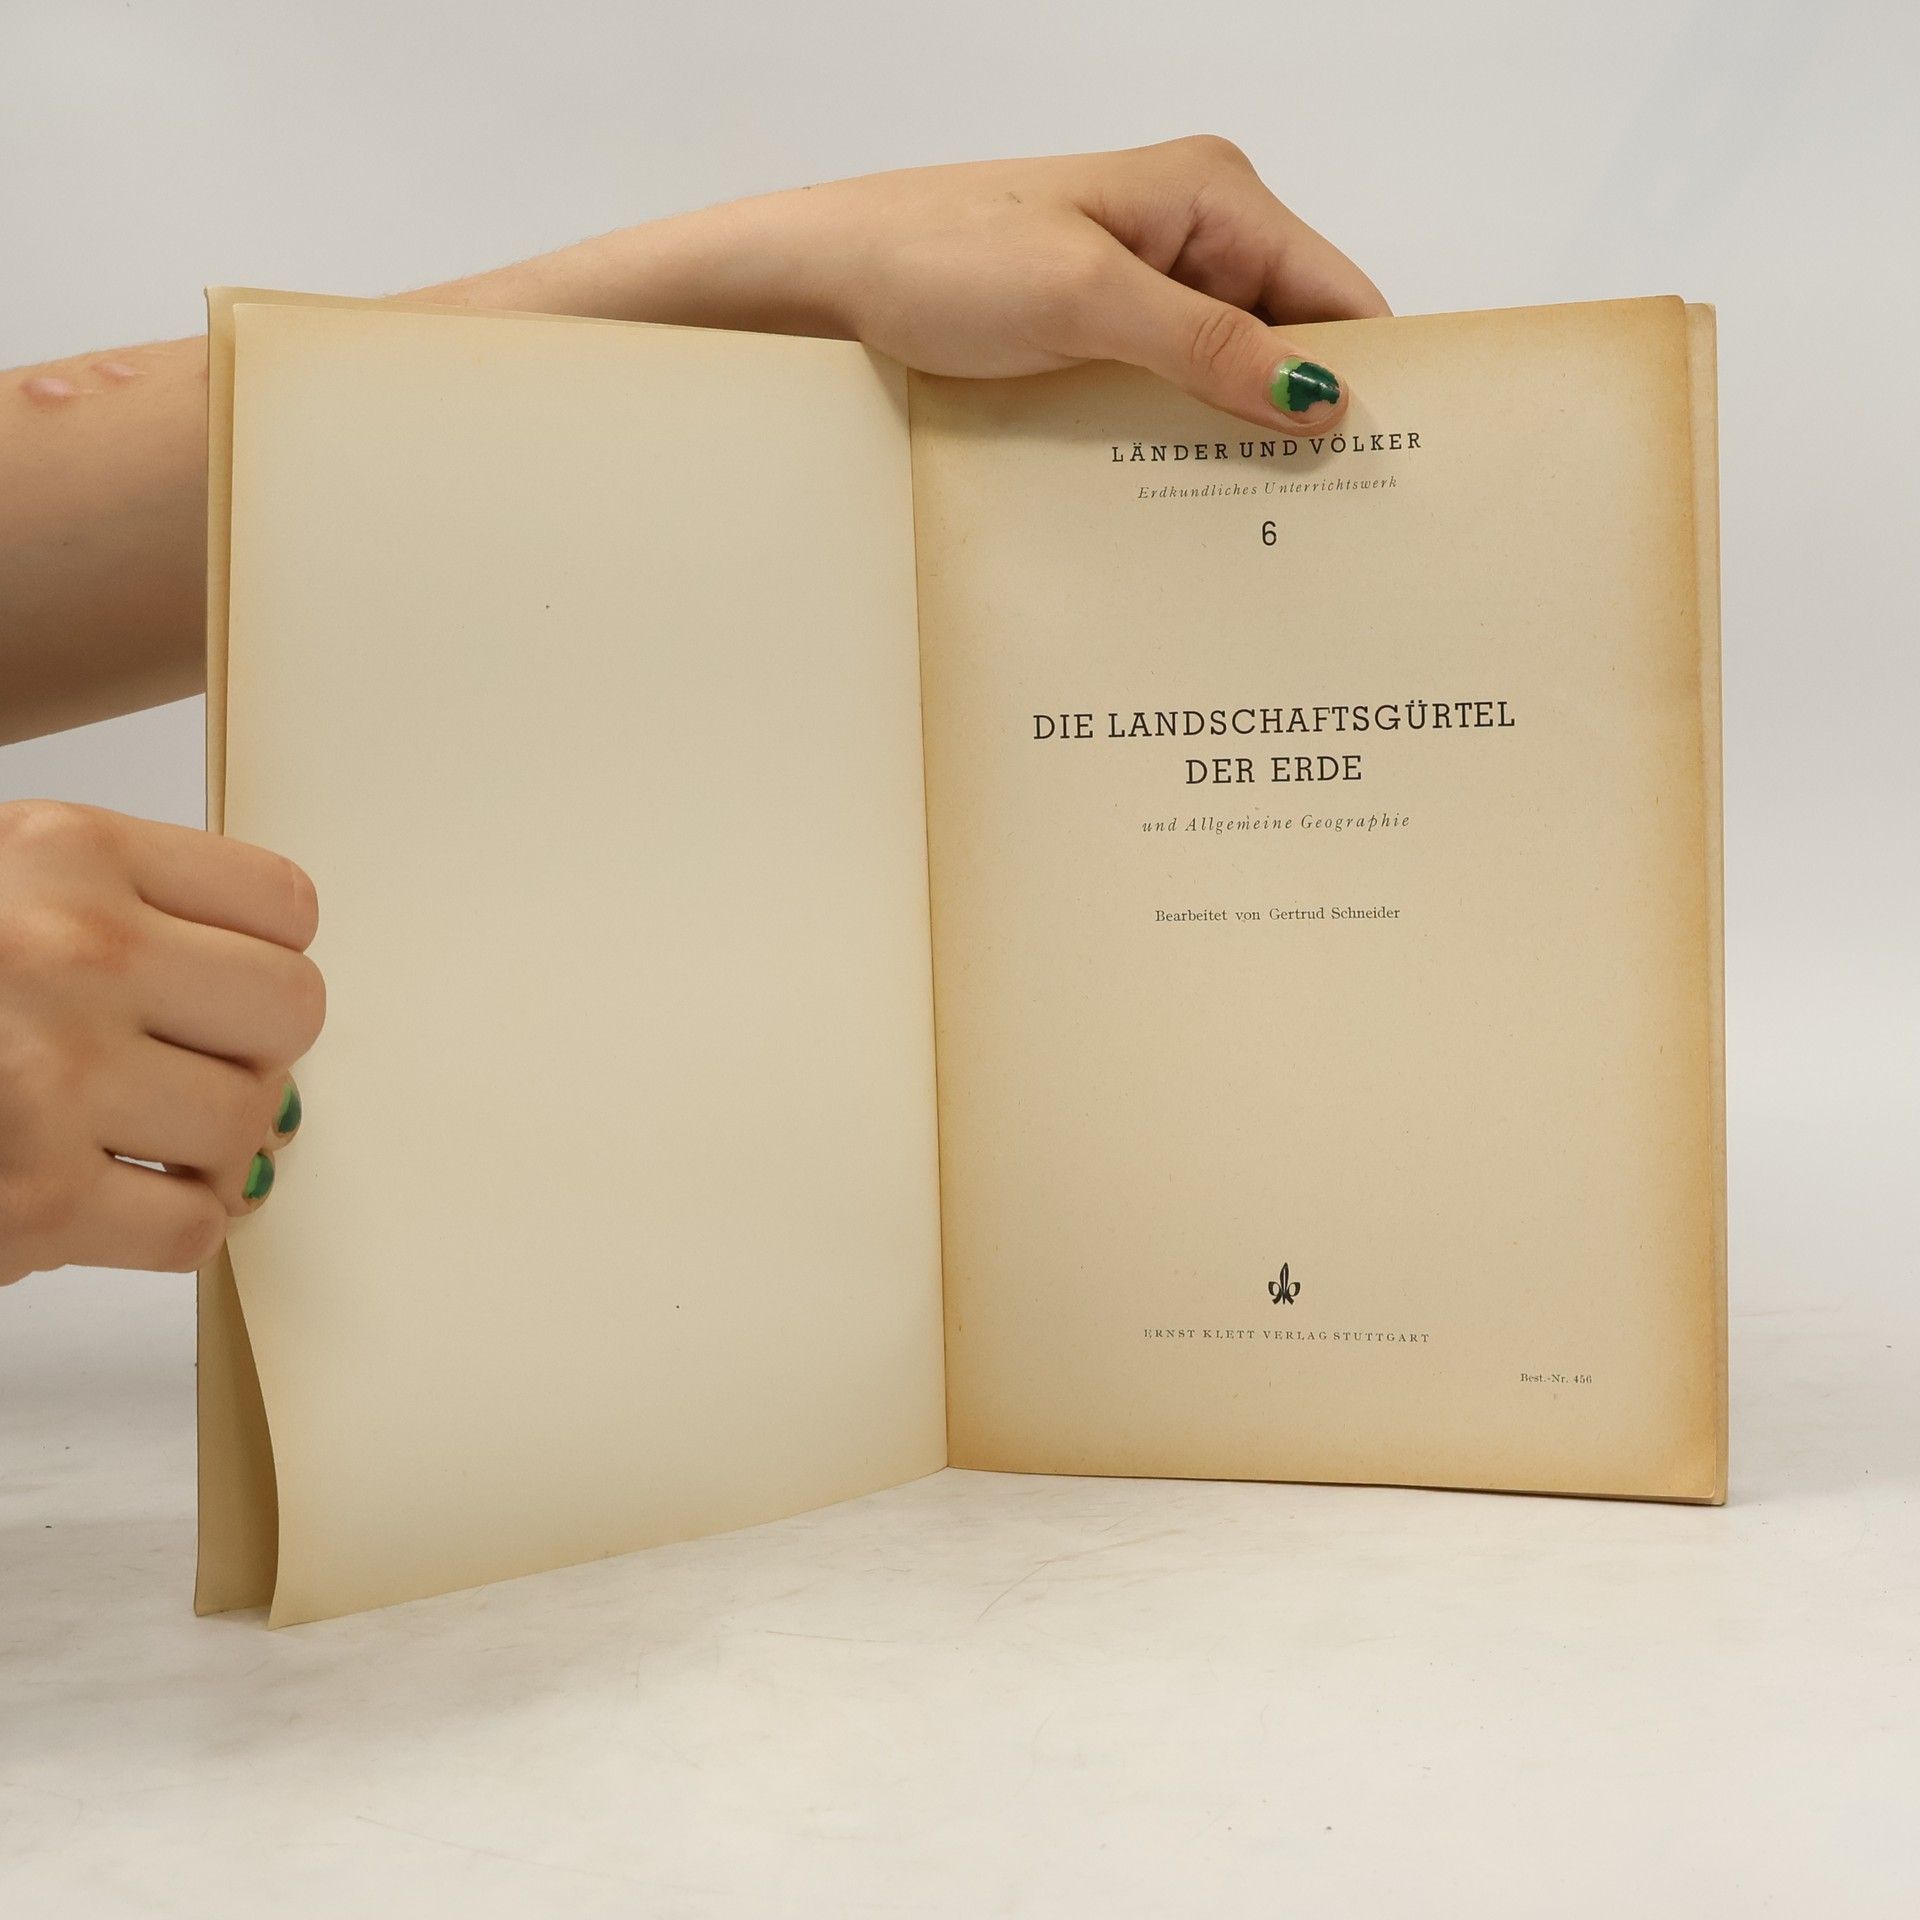 LÄNDER UND VÖLKER
Erdkundliches Unterrichtswerk
6
DIE LANDSCHAFTSGÜRTEL
DER ERDE
und Allgemeine Geographie
Bearbeitet von Gertrud Schneider
ERNST KLETT VERLAG STUTTGART
Best.-Nr. 456